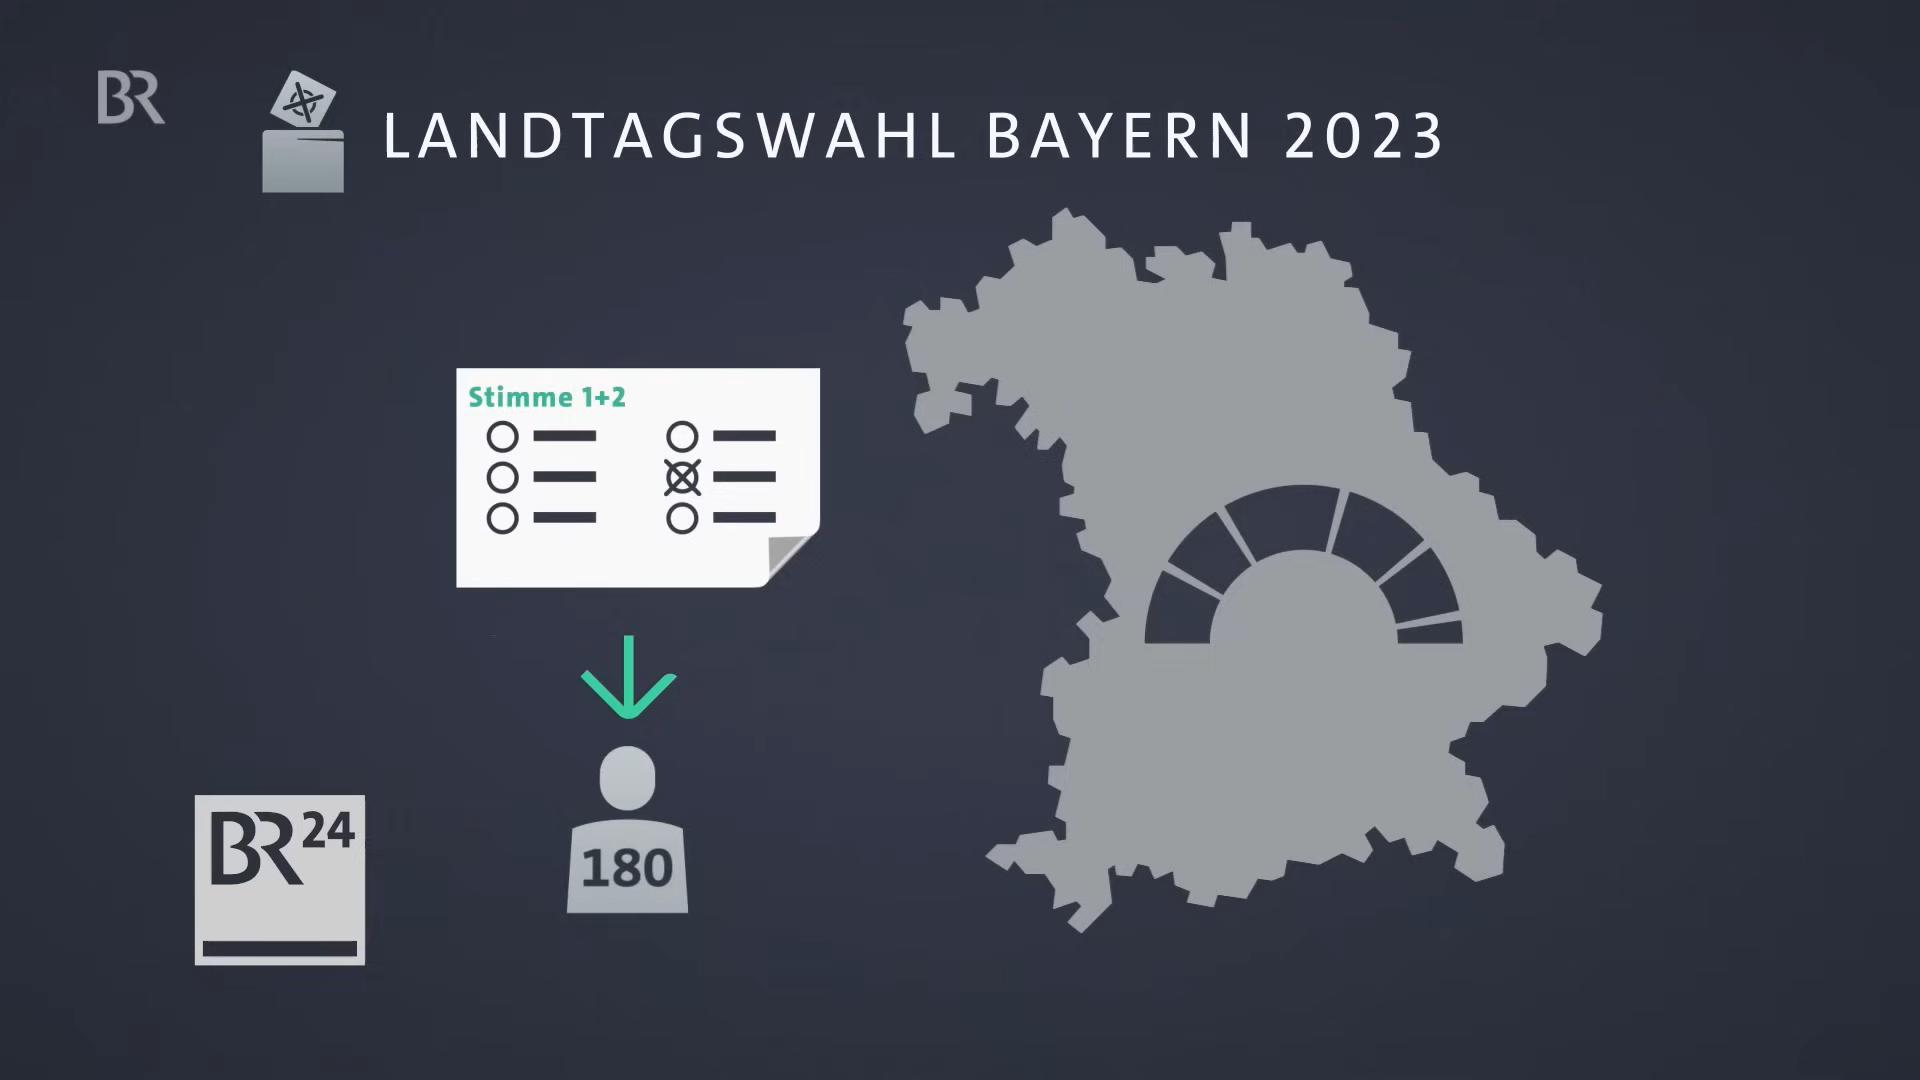 BR
LANDTAGSWAHL BAYERN 2023
Stimme 1+2
180
BR24